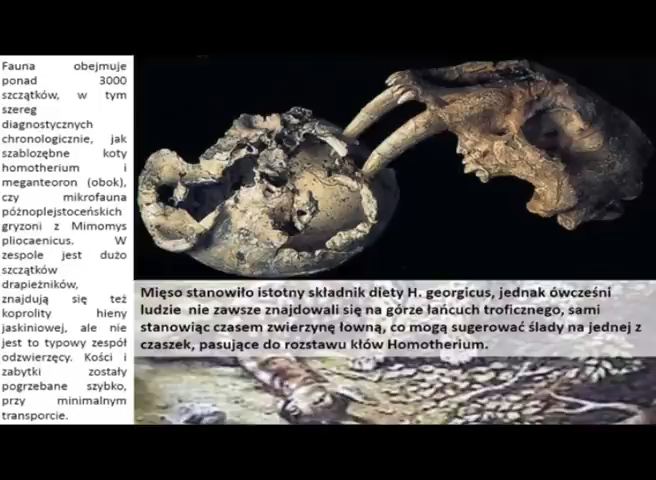 Fauna obejmuje
ponad 3000
szczątków, w tym
szereg
diagnostycznych
chronologicznie, jak
szablozębne koty
homotherium i
meganteoron (obok),
czy mikrofauna
późnoplejstoceńskich
gryzoni z Mimomys
pliocaenicus. W
zespole jest dużo
szczątków
drapieżników,
znajdują się też
koprolity hieny
jaskiniowej, ale nie
jest to typowy zespół
odzwierzęcy. Kości i
zabytki zostały
pogrzebane szybko,
przy minimalnym
transporcie.
Mięso stanowiło istotny składnik diety H. georgicus, jednak ówcześni
ludzie nie zawsze znajdowali się na górze łańcuch troficznego, sami
stanowiąc czasem zwierzynę łowną, co mogą sugerować ślady na jednej z
czaszek, pasujące do rozstawu kłów Homotherium.